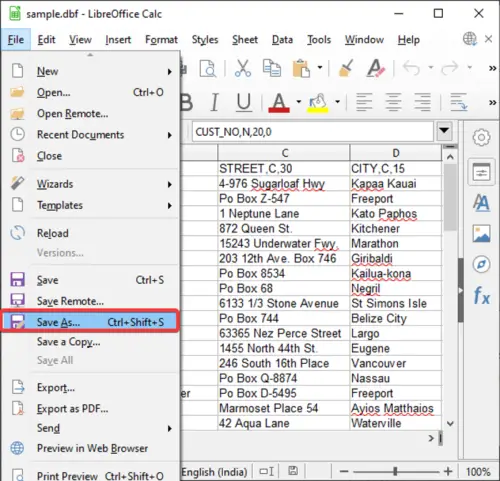 sample.dbf - LibreOffice Calc
File Edit View Insert Format Styles Sheet Data Tools Window Help
New
Open... Ctrl+O
Open Remote...
Recent Documents
Close
Wizards
Templates
Reload
Versions...
Save Ctrl+S
Save Remote...
Save As... Ctrl+Shift+S
Save a Copy...
Save All
Export...
Export as PDF...
Send
Preview in Web Browser
Print Preview Ctrl+Shift+O
B I U A
CUST_NO,N,20,0
C D
STREET,C,30 CITY,C,15
4-976 Sugarloaf Hwy Kapaa Kauai
Po Box Z-547 Freeport
1 Neptune Lane Kato Paphos
872 Queen St. Kitchener
15243 Underwater Fwy. Marathon
203 12th Ave. Box 746 Giribaldi
Po Box 8534 Kailua-kona
Po Box 68 Negril
6133 1/3 Stone Avenue St Simons Isle
Po Box 744 Belize City
63365 Nez Perce Street Largo
1455 North 44th St. Eugene
246 South 16th Place Vancouver
Po Box Q-8874 Nassau
Po Box D-5495 Freeport
Marmoset Place 54 Ayios Matthaios
42 Aqua Lane Waterville
English (India) 100%